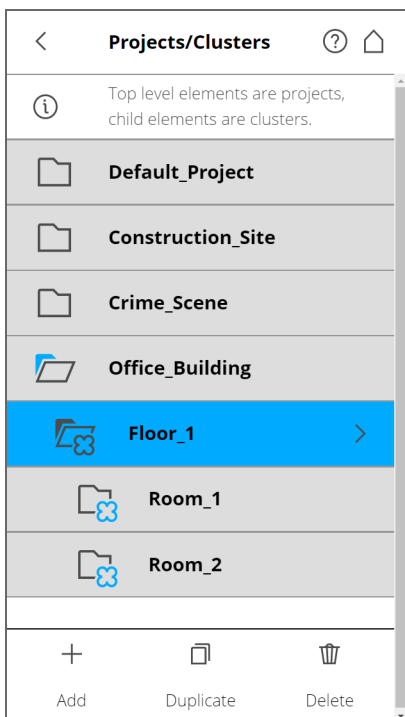 Projects/Clusters
Top level elements are projects,
child elements are clusters.
Default_Project
Construction_Site
Crime_Scene
Office_Building
Floor_1
Room_1
Room_2
Add Duplicate Delete